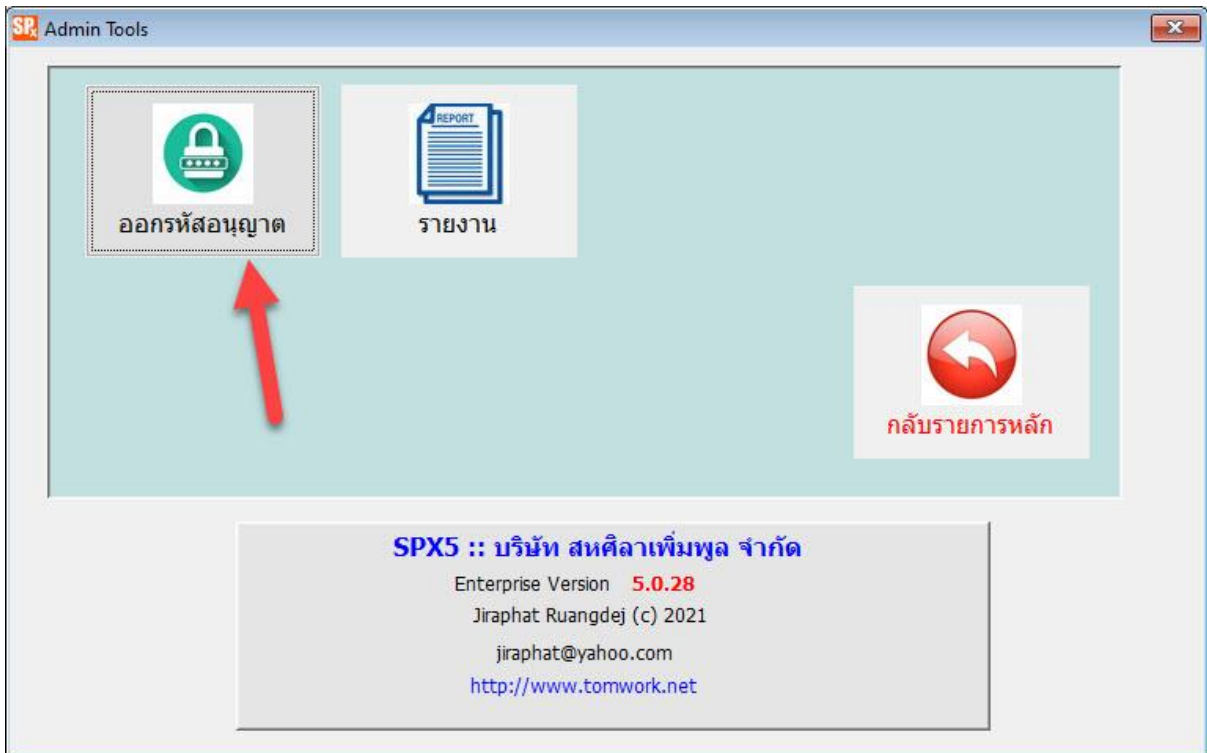 SPx Admin Tools
REPORT
ออกรหัสอนุญาต
รายงาน
กลับรายการหลัก
SPX5 :: บริษัท สหศิลาเพิ่มพูล จำกัด
Enterprise Version 5.0.28
Jiraphat Ruangdej (c) 2021
jiraphat@yahoo.com
http://www.tomwork.net